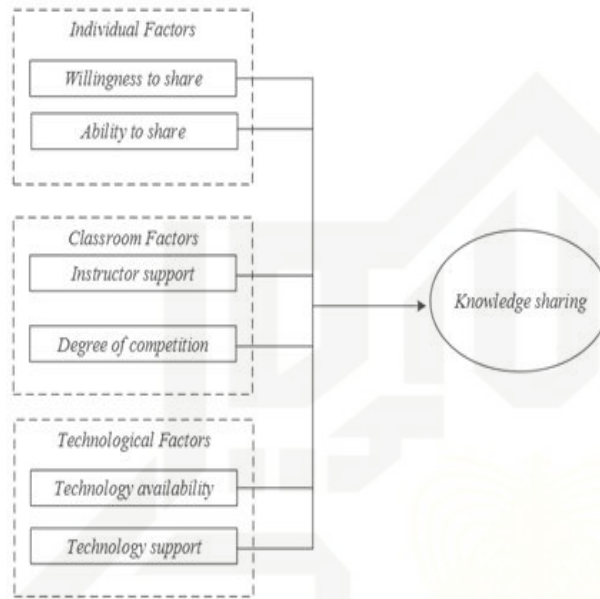 Individual Factors
Willingness to share
Ability to share
Classroom Factors
Instructor support
Degree of competition
Knowledge sharing
Technological Factors
Technology availability
Technology support